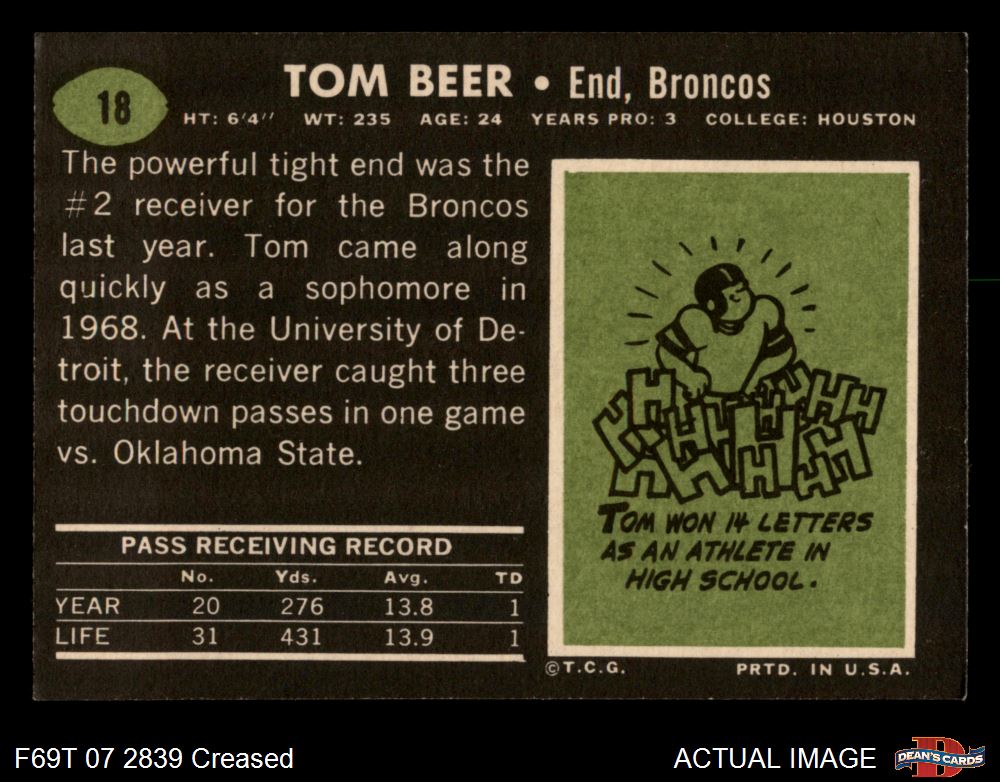 18
TOM BEER • End, Broncos
HT: 6'4'' WT: 235 AGE: 24 YEARS PRO: 3 COLLEGE: HOUSTON
The powerful tight end was the
#2 receiver for the Broncos
last year. Tom came along
quickly as a sophomore in
1968. At the University of De-
troit, the receiver caught three
touchdown passes in one game
vs. Oklahoma State.
PASS RECEIVING RECORD
No. Yds. Avg. TD
YEAR 20 276 13.8 1
LIFE 31 431 13.9 1
H H H H H H H H H H H H
TOM WON 14 LETTERS
AS AN ATHLETE IN
HIGH SCHOOL.
©T.C.G. PRTD. IN U.S.A.
F69T 07 2839 Creased
ACTUAL IMAGE
D
DEAN'S CARDS